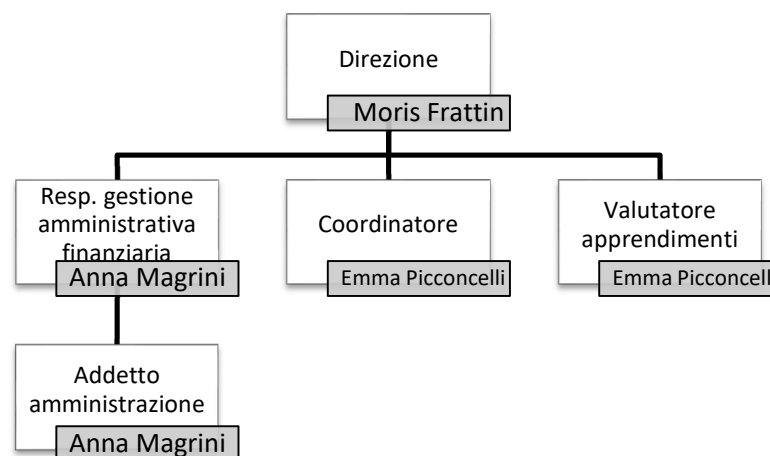 Direzione
Moris Frattin
Resp. gestione
amministrativa
finanziaria
Anna Magrini
Coordinatore
Emma Picconcelli
Valutatore
apprendimenti
Emma Picconcell
Addetto
amministrazione
Anna Magrini